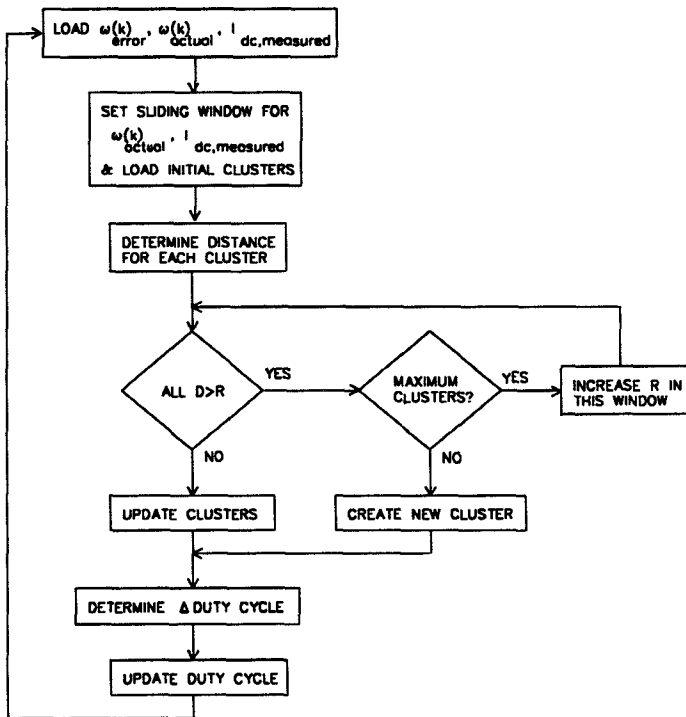 LOAD ω(k)error, ω(k)actual, I dc,measured
SET SLIDING WINDOW FOR
ω(k)actual, I dc,measured
& LOAD INITIAL CLUSTERS
DETERMINE DISTANCE
FOR EACH CLUSTER
ALL D>R
YES
MAXIMUM
CLUSTERS?
YES
INCREASE R IN
THIS WINDOW
NO
NO
UPDATE CLUSTERS
CREATE NEW CLUSTER
DETERMINE Δ DUTY CYCLE
UPDATE DUTY CYCLE